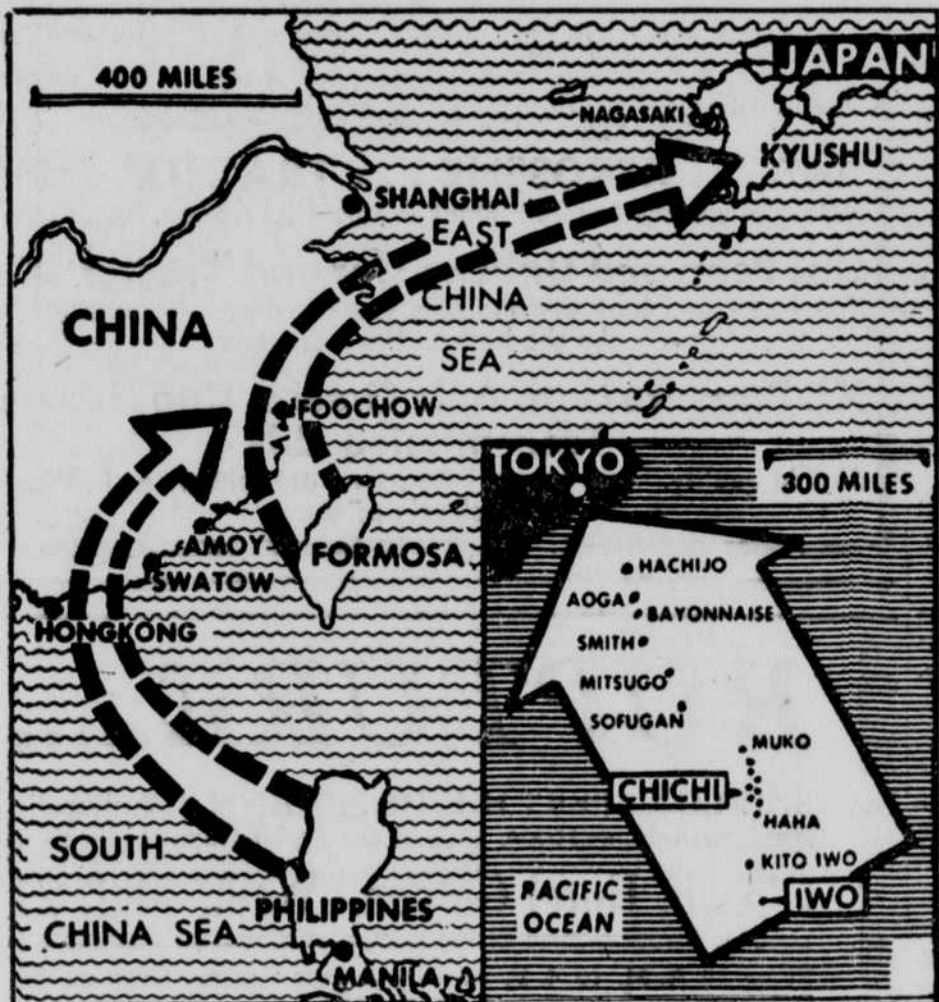 400 MILES
JAPAN
NAGASAKI
KYUSHU
SHANGHAI
EAST
CHINA
SEA
CHINA
FOOCHOW
AMOY
SWATOW
FORMOSA
HONGKONG
SOUTH
CHINA SEA
PHILIPPINES
MANILA
TOKYO
300 MILES
HACHIJO
AOGA
BAYONNAISE
SMITH
MITSUGO
SOFUGAN
MUKO
CHICHI
HAHA
KITO IWO
IWO
PACIFIC
OCEAN